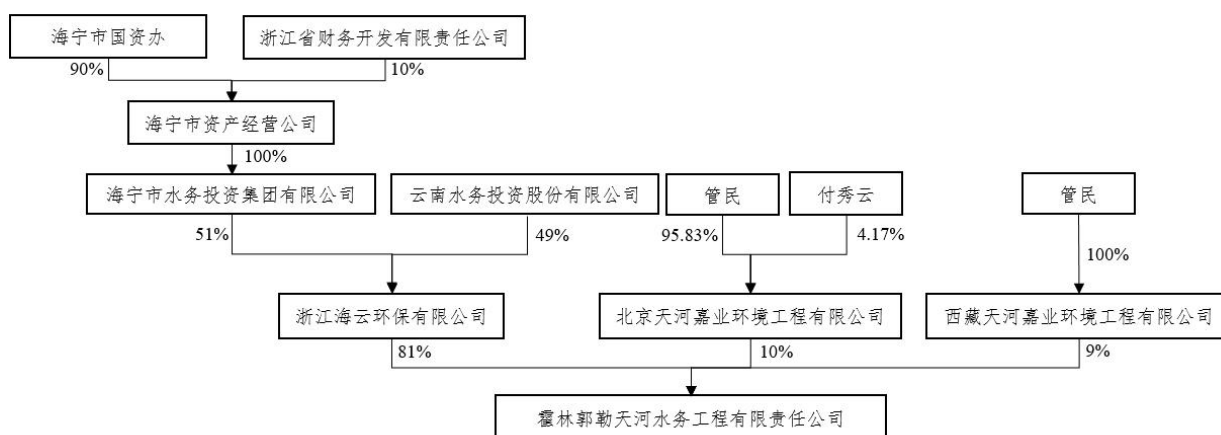 海宁市国资办
浙江省财务开发有限责任公司
90%
10%
海宁市资产经营公司
100%
海宁市水务投资集团有限公司
云南水务投资股份有限公司
管民
付秀云
管民
51%
49%
95.83%
4.17%
100%
浙江海云环保有限公司
北京天河嘉业环境工程有限公司
西藏天河嘉业环境工程有限公司
81%
10%
9%
霍林郭勒天河水务工程有限责任公司